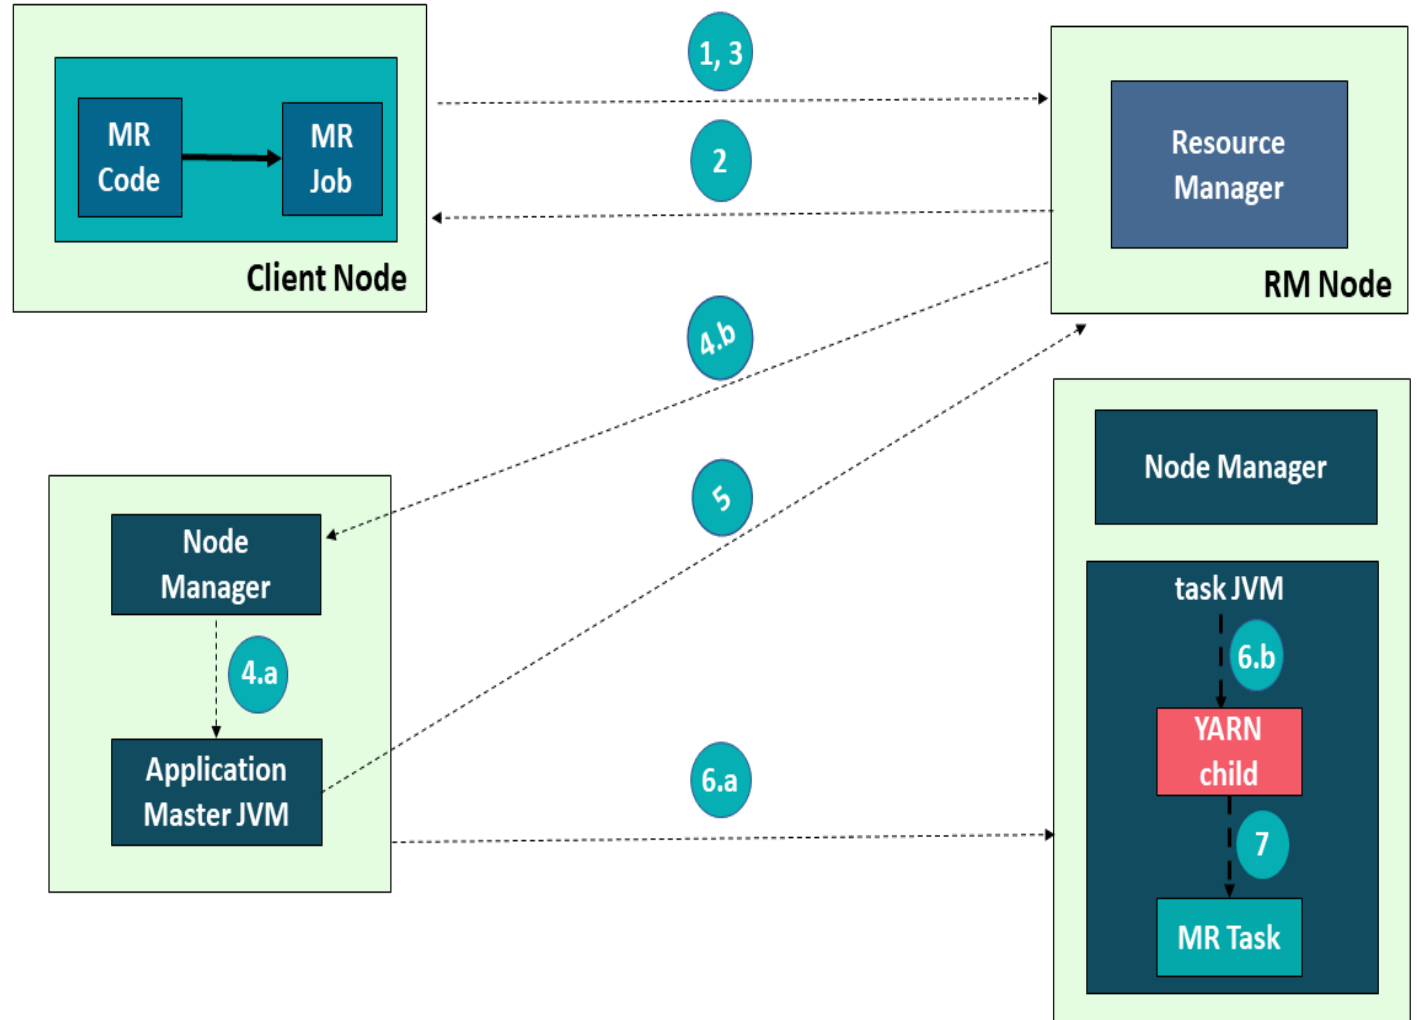 1, 3
MR
Code
MR
Job
Client Node
Resource
Manager
RM Node
2
4.b
5
Node
Manager
4.a
Application
Master JVM
6.a
Node Manager
task JVM
6.b
YARN
child
7
MR Task